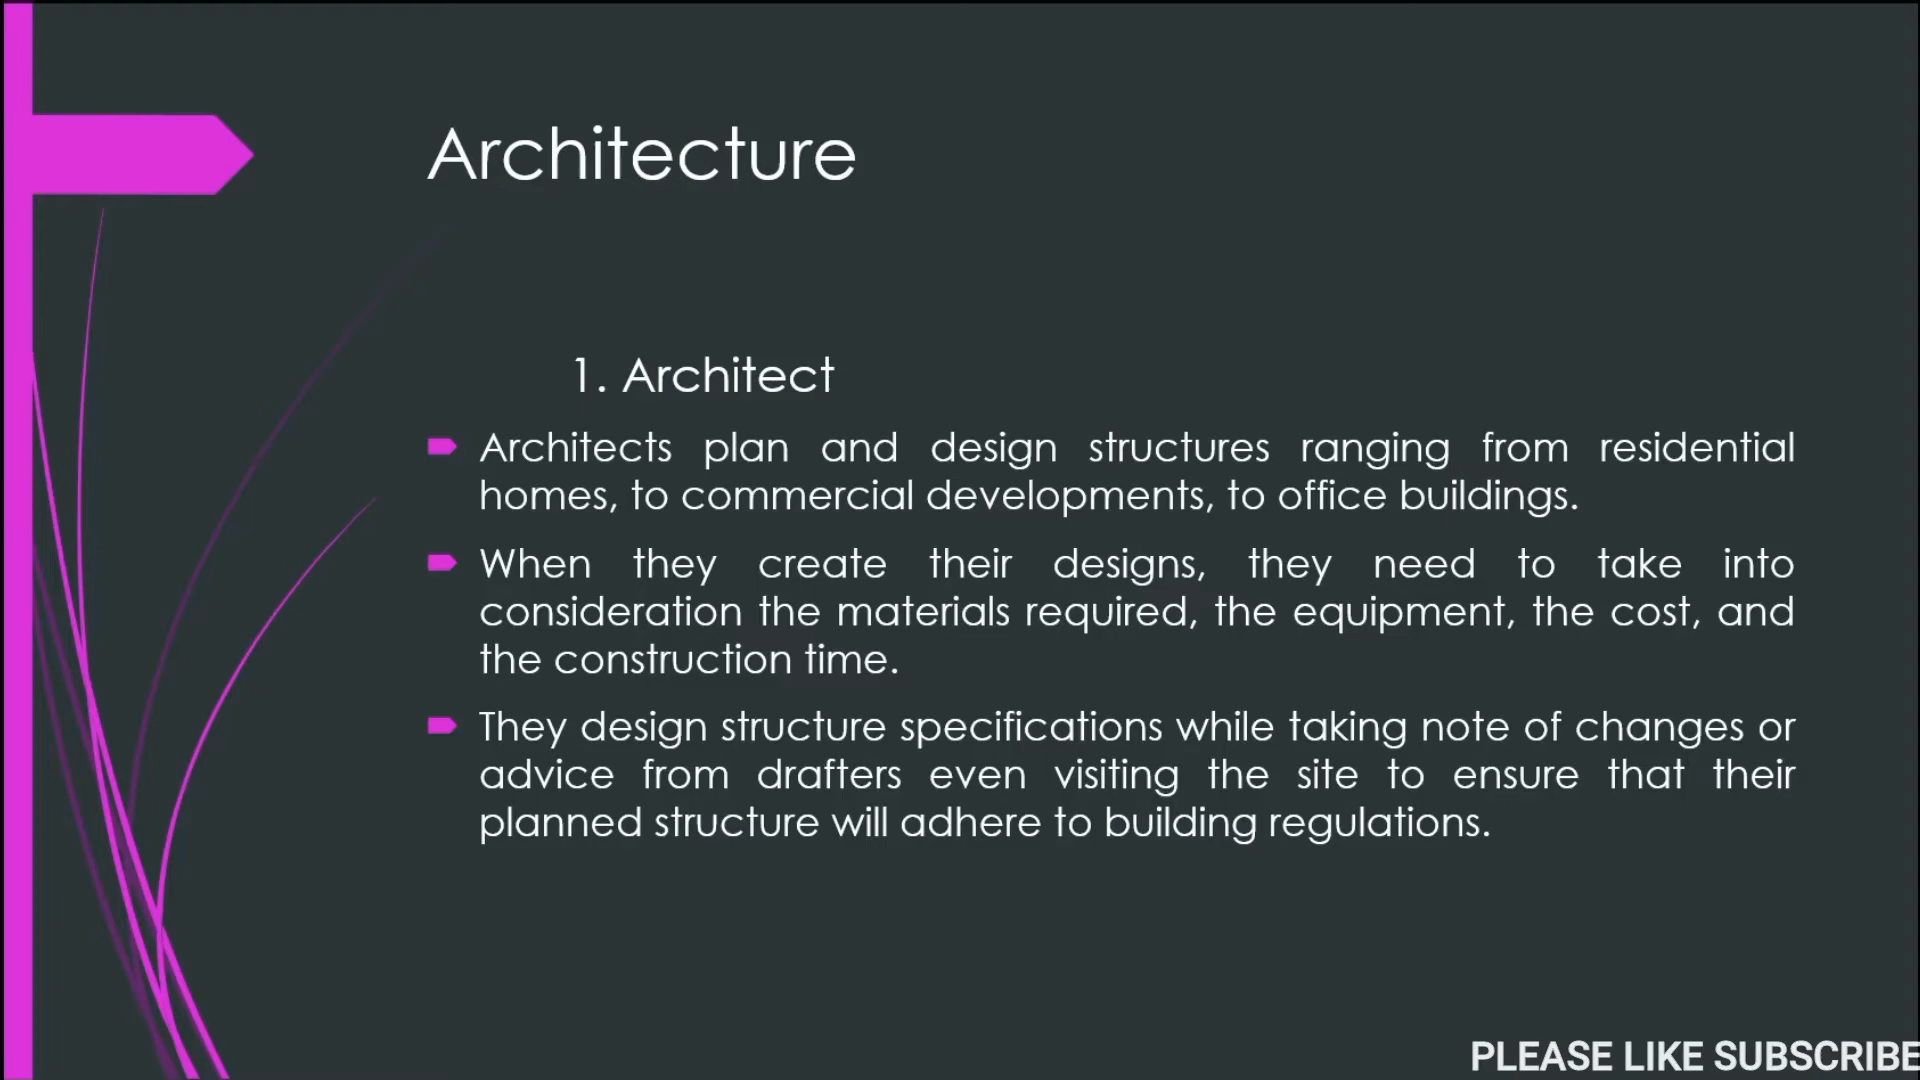 Architecture
1. Architect
Architects plan and design structures ranging from residential
homes, to commercial developments, to office buildings.
When they create their designs, they need to take into
consideration the materials required, the equipment, the cost, and
the construction time.
They design structure specifications while taking note of changes or
advice from drafters even visiting the site to ensure that their
planned structure will adhere to building regulations.
PLEASE LIKE SUBSCRIBE